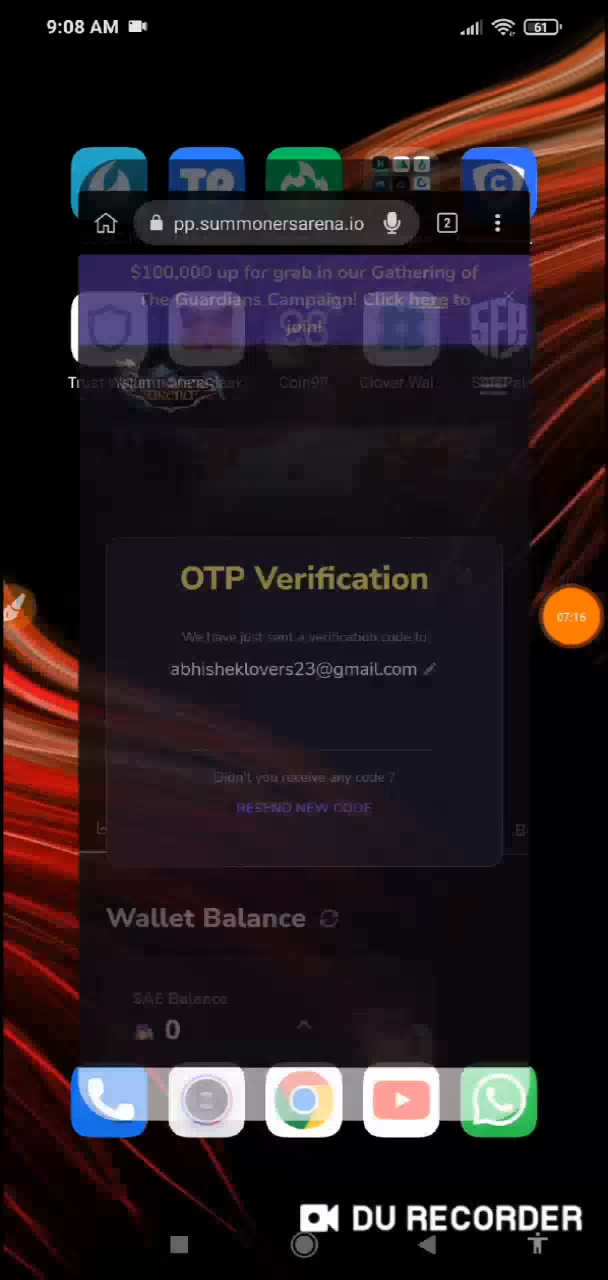 9:08 AM
61
pp.summonersarena.io
2
$100,000 up for grab in our Gathering of
The Guardians Campaign! Click here to
join!
SFP
Coin98
Clover Wal...
OTP Verification
07:16
We have just sent a verification code to
abhisheklovers23@gmail.com
Didn't you receive any code ?
RESEND NEW CODE
Wallet Balance
SAE Balance
0
DU RECORDER